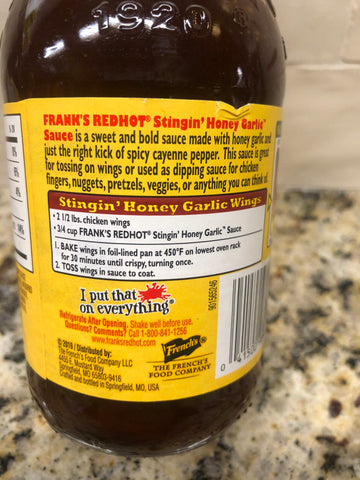 1920
FRANK'S REDHOT® Stingin' Honey Garlic™
Sauce is a sweet and bold sauce made with honey garlic and
just the right kick of spicy cayenne pepper. This sauce is great
for tossing on wings or used as dipping sauce for chicken
fingers, nuggets, pretzels, veggies, or anything you can think of.
Stingin' Honey Garlic Wings
• 2 1/2 lbs. chicken wings
• 3/4 cup FRANK'S REDHOT® Stingin' Honey Garlic™ Sauce
1. BAKE wings in foil-lined pan at 450°F on lowest oven rack
for 30 minutes until crispy, turning once.
2. TOSS wings in sauce to coat.
I put that
on everything®
Refrigerate After Opening. Shake well before use.
Questions? Comments? Call 1-800-841-1256
www.franksredhot.com
© 2018 / Distributed by:
The French's Food Company LLC
4455 E. Mustard Way
Springfield, MO 65803-9416
Crafted and bottled in Springfield, MO, USA
French's
THE FRENCH'S
FOOD COMPANY
901565246
0